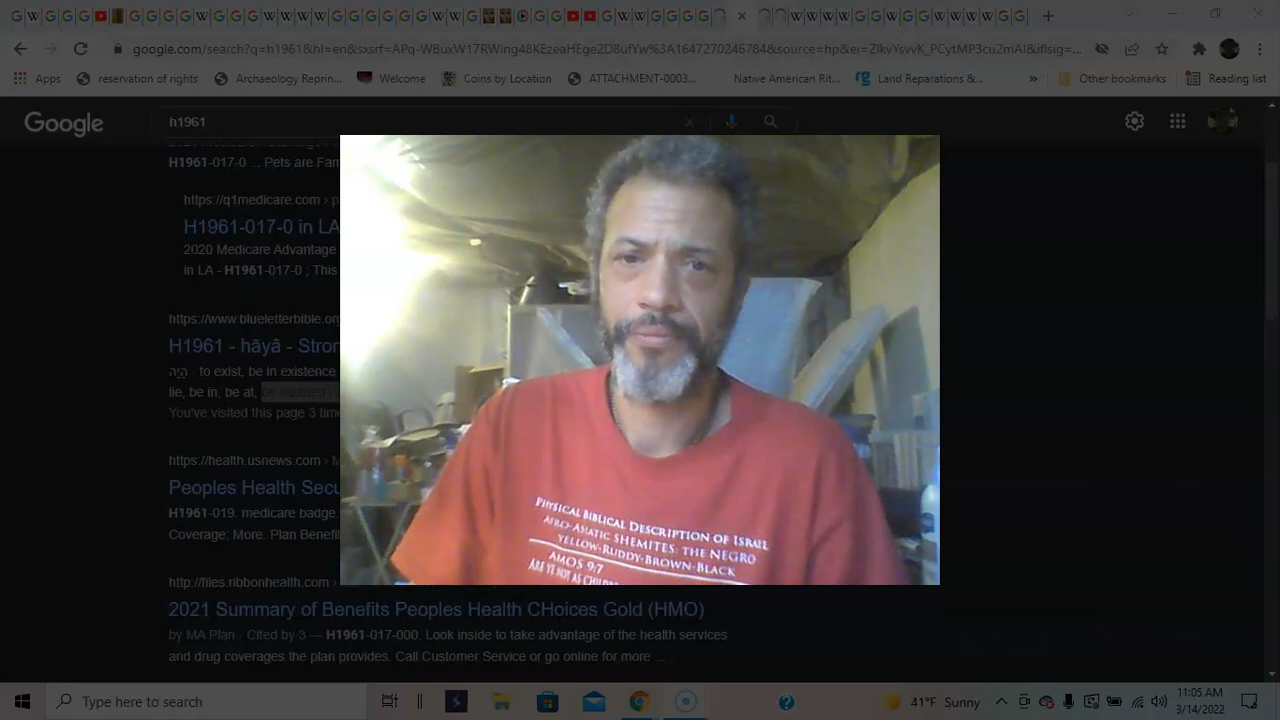 google.com/search?q=h1961&hl=en&sxsrf=APq-WBuxW17RWing48KEzeaHEge2D8ufYw%3A1647270246784&source=hp&ei=ZIkvYsvvK_PCytMP3cu2mAI&iflsig=...
Apps reservation of rights Archaeology Reprin... Welcome Coins by Location ATTACHMENT-0003... Native American Rit... Land Reparations &... » Other bookmarks Reading list
Google h1961
H1961-017-0 ... Pets are Fam
https://q1medicare.com › p
H1961-017-0 in LA
2020 Medicare Advantage
in LA - H1961-017-0 ; This
https://www.blueletterbible.org
H1961 - hāyâ - Stron
הָיָה · to exist, be in existence
lie, be in, be at,
You've visited this page 3 time
https://health.usnews.com › M
Peoples Health Secu
H1961-019. medicare badge.
Coverage; More. Plan Benefi
http://files.ribbonhealth.com ›
2021 Summary of Benefits Peoples Health CHoices Gold (HMO)
by MA Plan · Cited by 3 — H1961-017-000. Look inside to take advantage of the health services
and drug coverages the plan provides. Call Customer Service or go online for more ...
PHYSICAL BIBLICAL DESCRIPTION OF ISRAEL
AFRO-ASIATIC SHEMITES: THE NEGRO
YELLOW-RUDDY-BROWN-BLACK
AMOS 9:7
ARE YE NOT AS
Type here to search
41°F Sunny
11:05 AM
3/14/2022